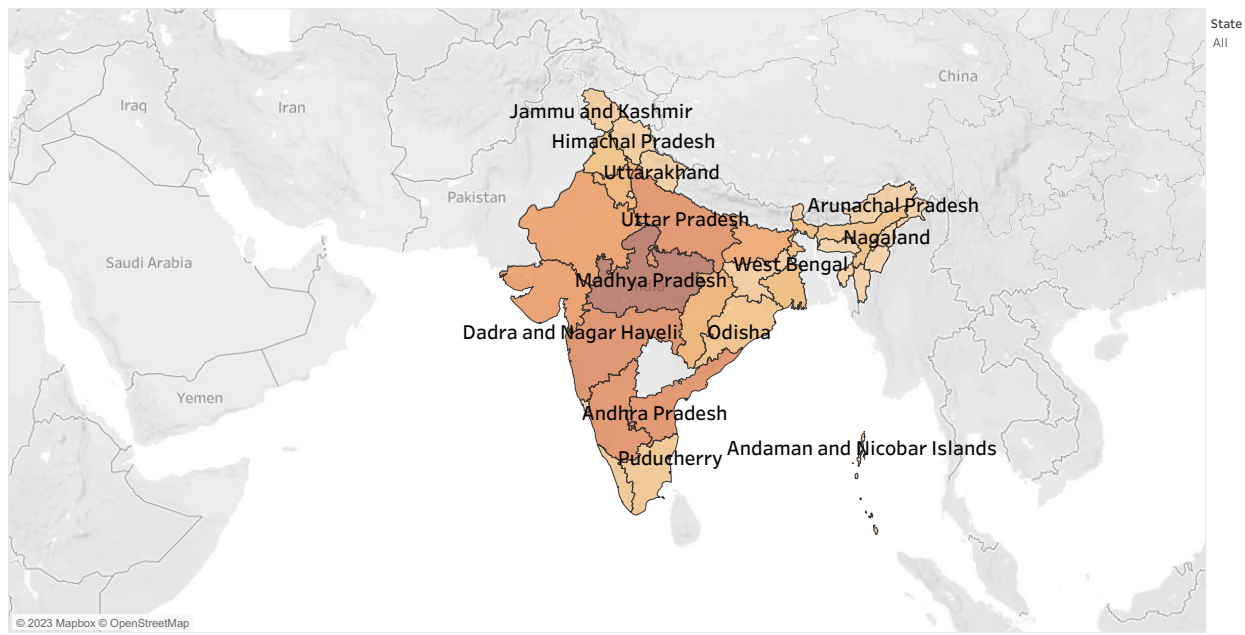 State
All
China
Iraq
Iran
Jammu and Kashmir
Himachal Pradesh
Uttarakhand
Pakistan
Arunachal Pradesh
Uttar Pradesh
Nagaland
Saudi Arabia
West Bengal
Madhya Pradesh
India
Dadra and Nagar Haveli
Odisha
Yemen
Andhra Pradesh
Andaman and Nicobar Islands
Puducherry
© 2023 Mapbox © OpenStreetMap